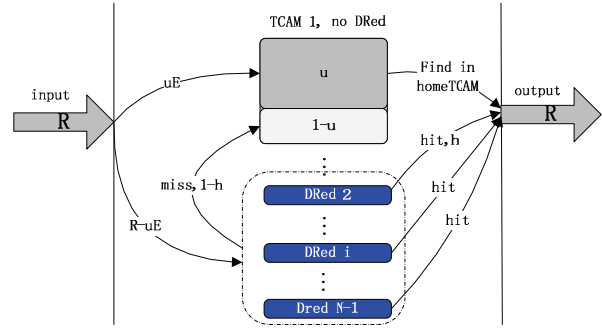 TCAM 1, no DRed
input
R
uE
u
1-u
Find in
homeTCAM
output
R
hit,h
miss,1-h
DRed 2
hit
R-uE
DRed i
hit
Dred N-1